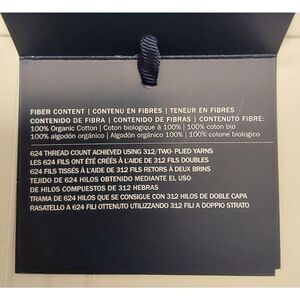 FIBER CONTENT | CONTENU EN FIBRES | TENEUR EN FIBRES
CONTENIDO DE FIBRA | CONTENIDO DE FIBRAS | CONTENUTO FIBRE:
100% Organic Cotton | Coton biologique à 100% | 100% coton bio
100% algodón orgánico | Algodón orgánico 100% | 100% cotone biologico
624 THREAD COUNT ACHIEVED USING 312/TWO- PLIED YARNS
LES 624 FILS ONT ÉTÉ CRÉÉS À L'AIDE DE 312 FILS DOUBLES
624 FILS TISSÉS À L'AIDE DE 312 FILS RETORS À DEUX BRINS
TEJIDO DE 624 HILOS OBTENIDO MEDIANTE EL USO
DE HILOS COMPUESTOS DE 312 HEBRAS
TRAMA DE 624 HILOS QUE SE CONSIGUE CON 312 HILOS DE DOBLE CAPA
RASATELLO A 624 FILI OTTENUTO UTILIZZANDO 312 FILI A DOPPIO STRATO